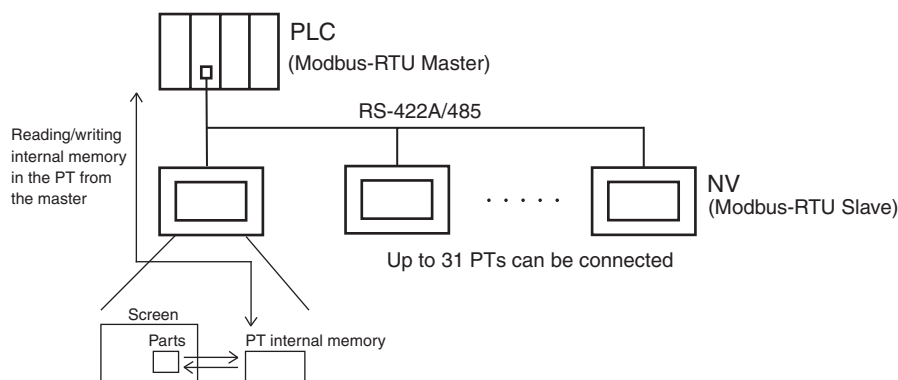 PLC
(Modbus-RTU Master)
RS-422A/485
Reading/writing
internal memory
in the PT from
the master
NV
(Modbus-RTU Slave)
. . . . .
Up to 31 PTs can be connected
Screen
Parts
PT internal memory